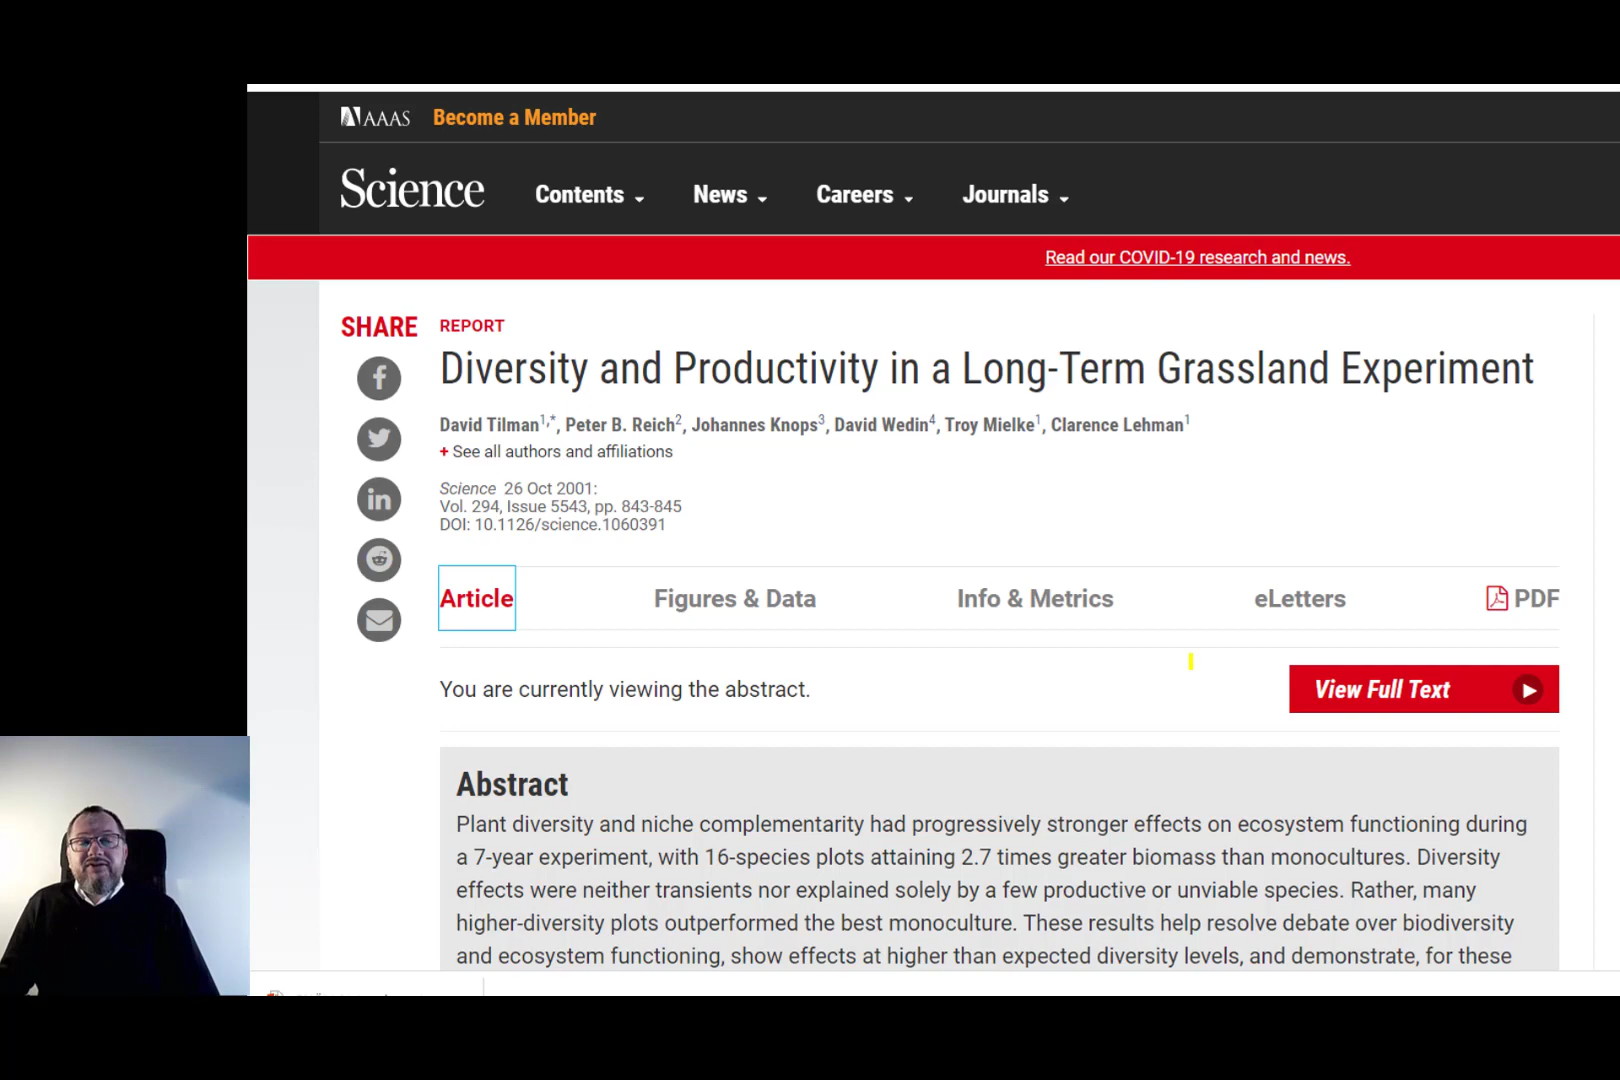 AAAS Become a Member
Science Contents News Careers Journals
Read our COVID-19 research and news.
SHARE
REPORT
Diversity and Productivity in a Long-Term Grassland Experiment
David Tilman1,*, Peter B. Reich2, Johannes Knops3, David Wedin4, Troy Mielke1, Clarence Lehman1
+ See all authors and affiliations
Science 26 Oct 2001:
Vol. 294, Issue 5543, pp. 843-845
DOI: 10.1126/science.1060391
Article Figures & Data Info & Metrics eLetters PDF
You are currently viewing the abstract.
View Full Text
Abstract
Plant diversity and niche complementarity had progressively stronger effects on ecosystem functioning during
a 7-year experiment, with 16-species plots attaining 2.7 times greater biomass than monocultures. Diversity
effects were neither transients nor explained solely by a few productive or unviable species. Rather, many
higher-diversity plots outperformed the best monoculture. These results help resolve debate over biodiversity
and ecosystem functioning, show effects at higher than expected diversity levels, and demonstrate, for these